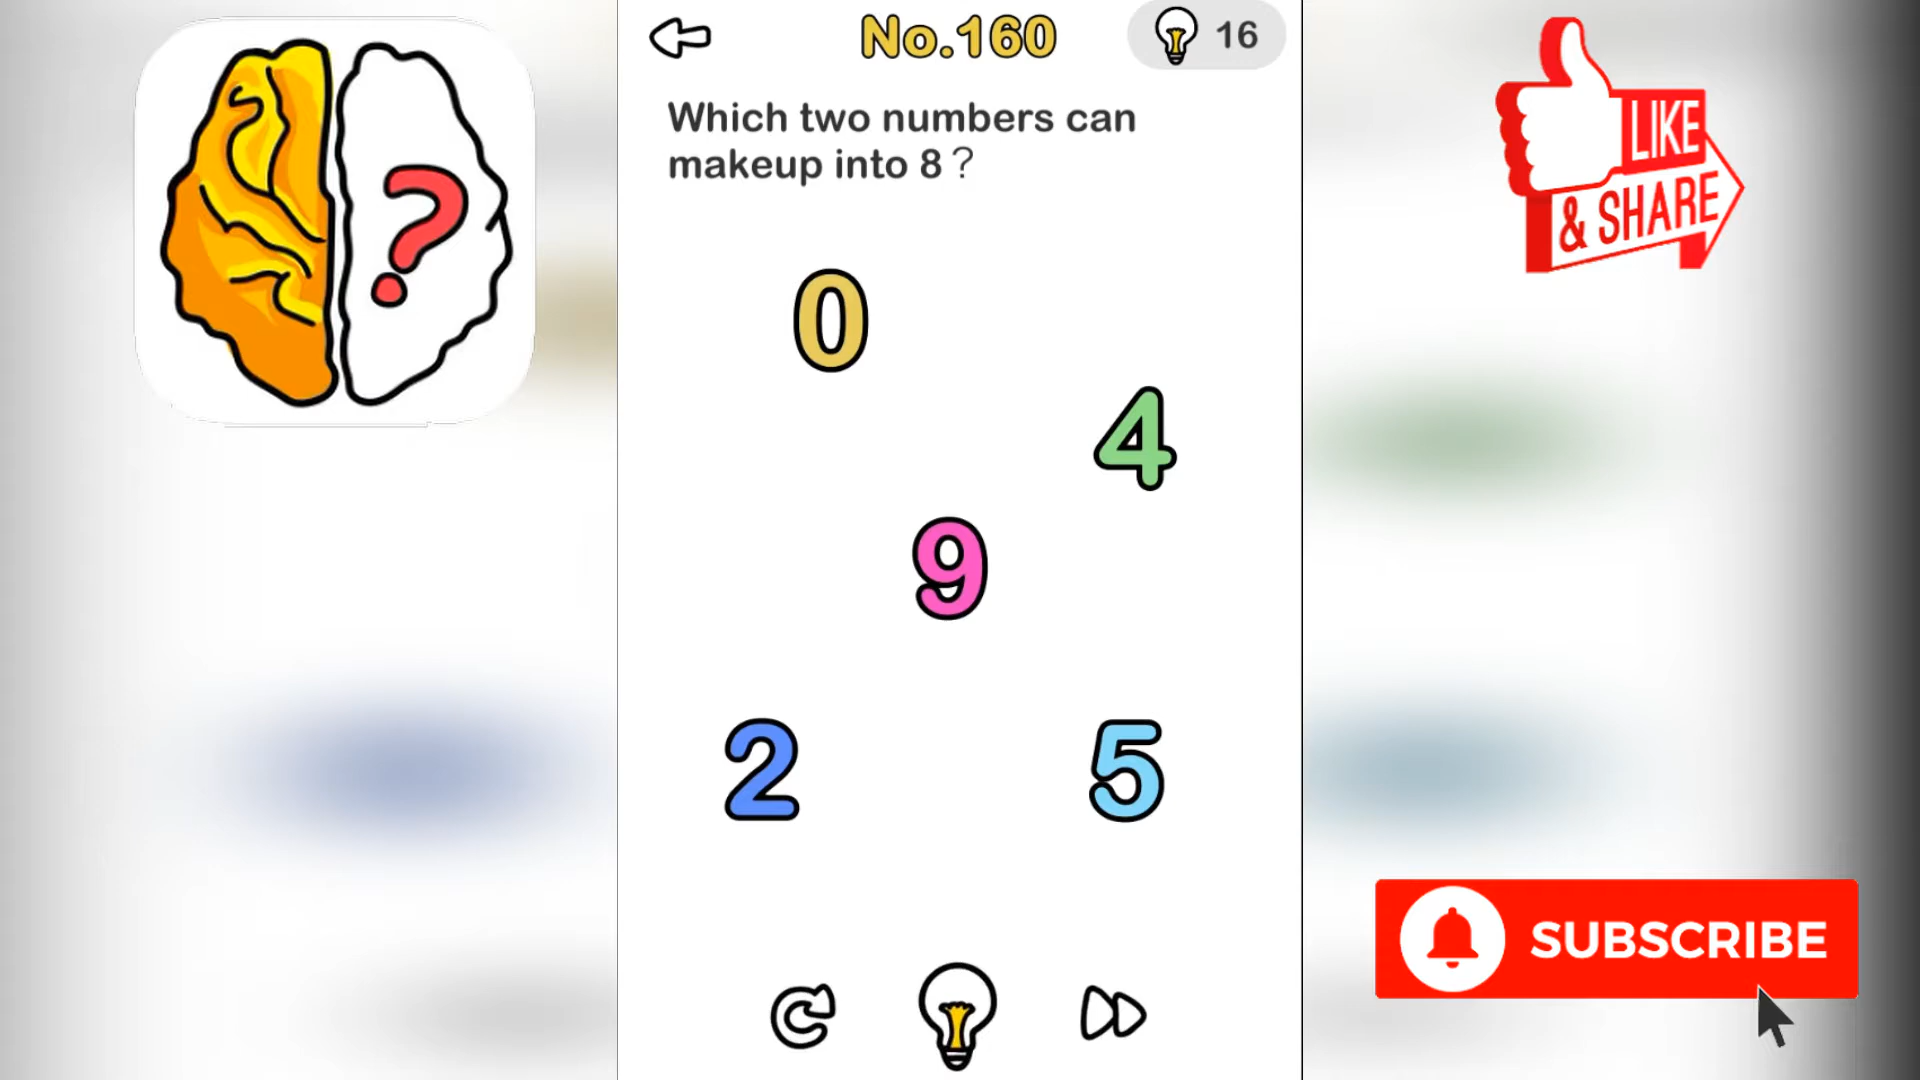 No.160
16
Which two numbers can
makeup into 8?
0
4
9
2
5
?
LIKE
& SHARE
SUBSCRIBE